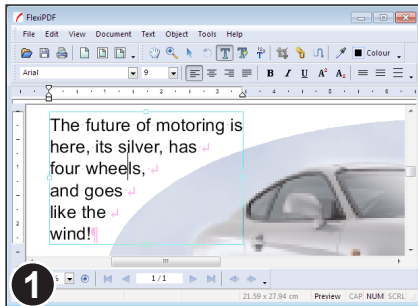 FlexiPDF
File Edit View Document Text Object Tools Help
Colour
Arial 9 B I U A² A₂
The future of motoring is
here, its silver, has
four wheels,
and goes
like the
wind!¶
1 % 1 / 1
21.59 x 27.94 cm Preview CAP NUM SCRL